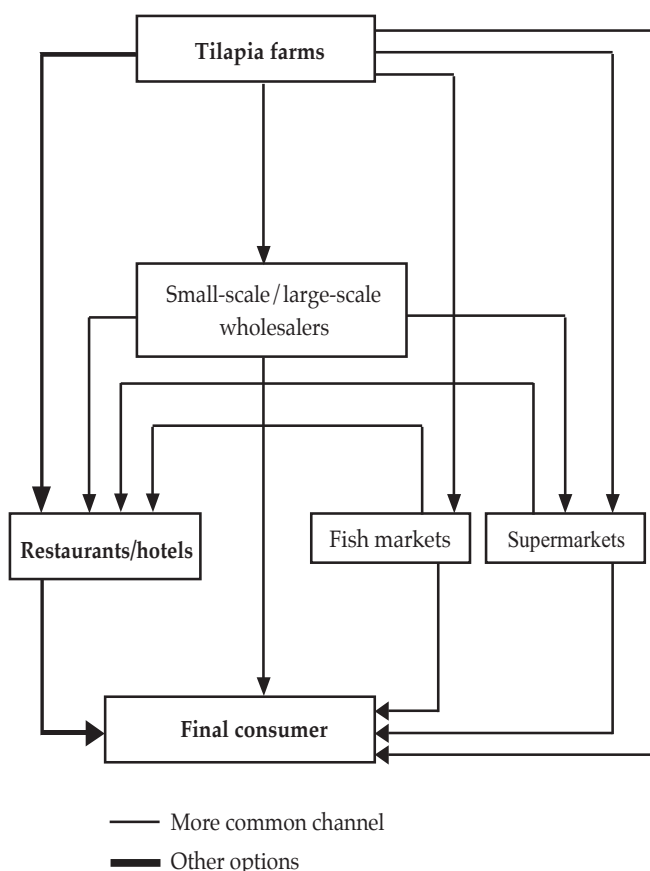 Tilapia farms
Small-scale/large-scale
wholesalers
Restaurants/hotels
Fish markets
Supermarkets
Final consumer
More common channel
Other options